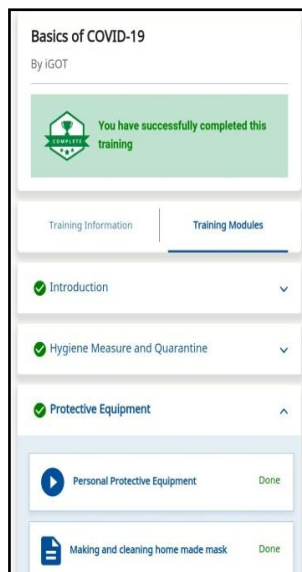 Basics of COVID-19
By iGOT
COMPLETE
You have successfully completed this
training
Training Information
Training Modules
Introduction
Hygiene Measure and Quarantine
Protective Equipment
Personal Protective Equipment
Done
Making and cleaning home made mask
Done